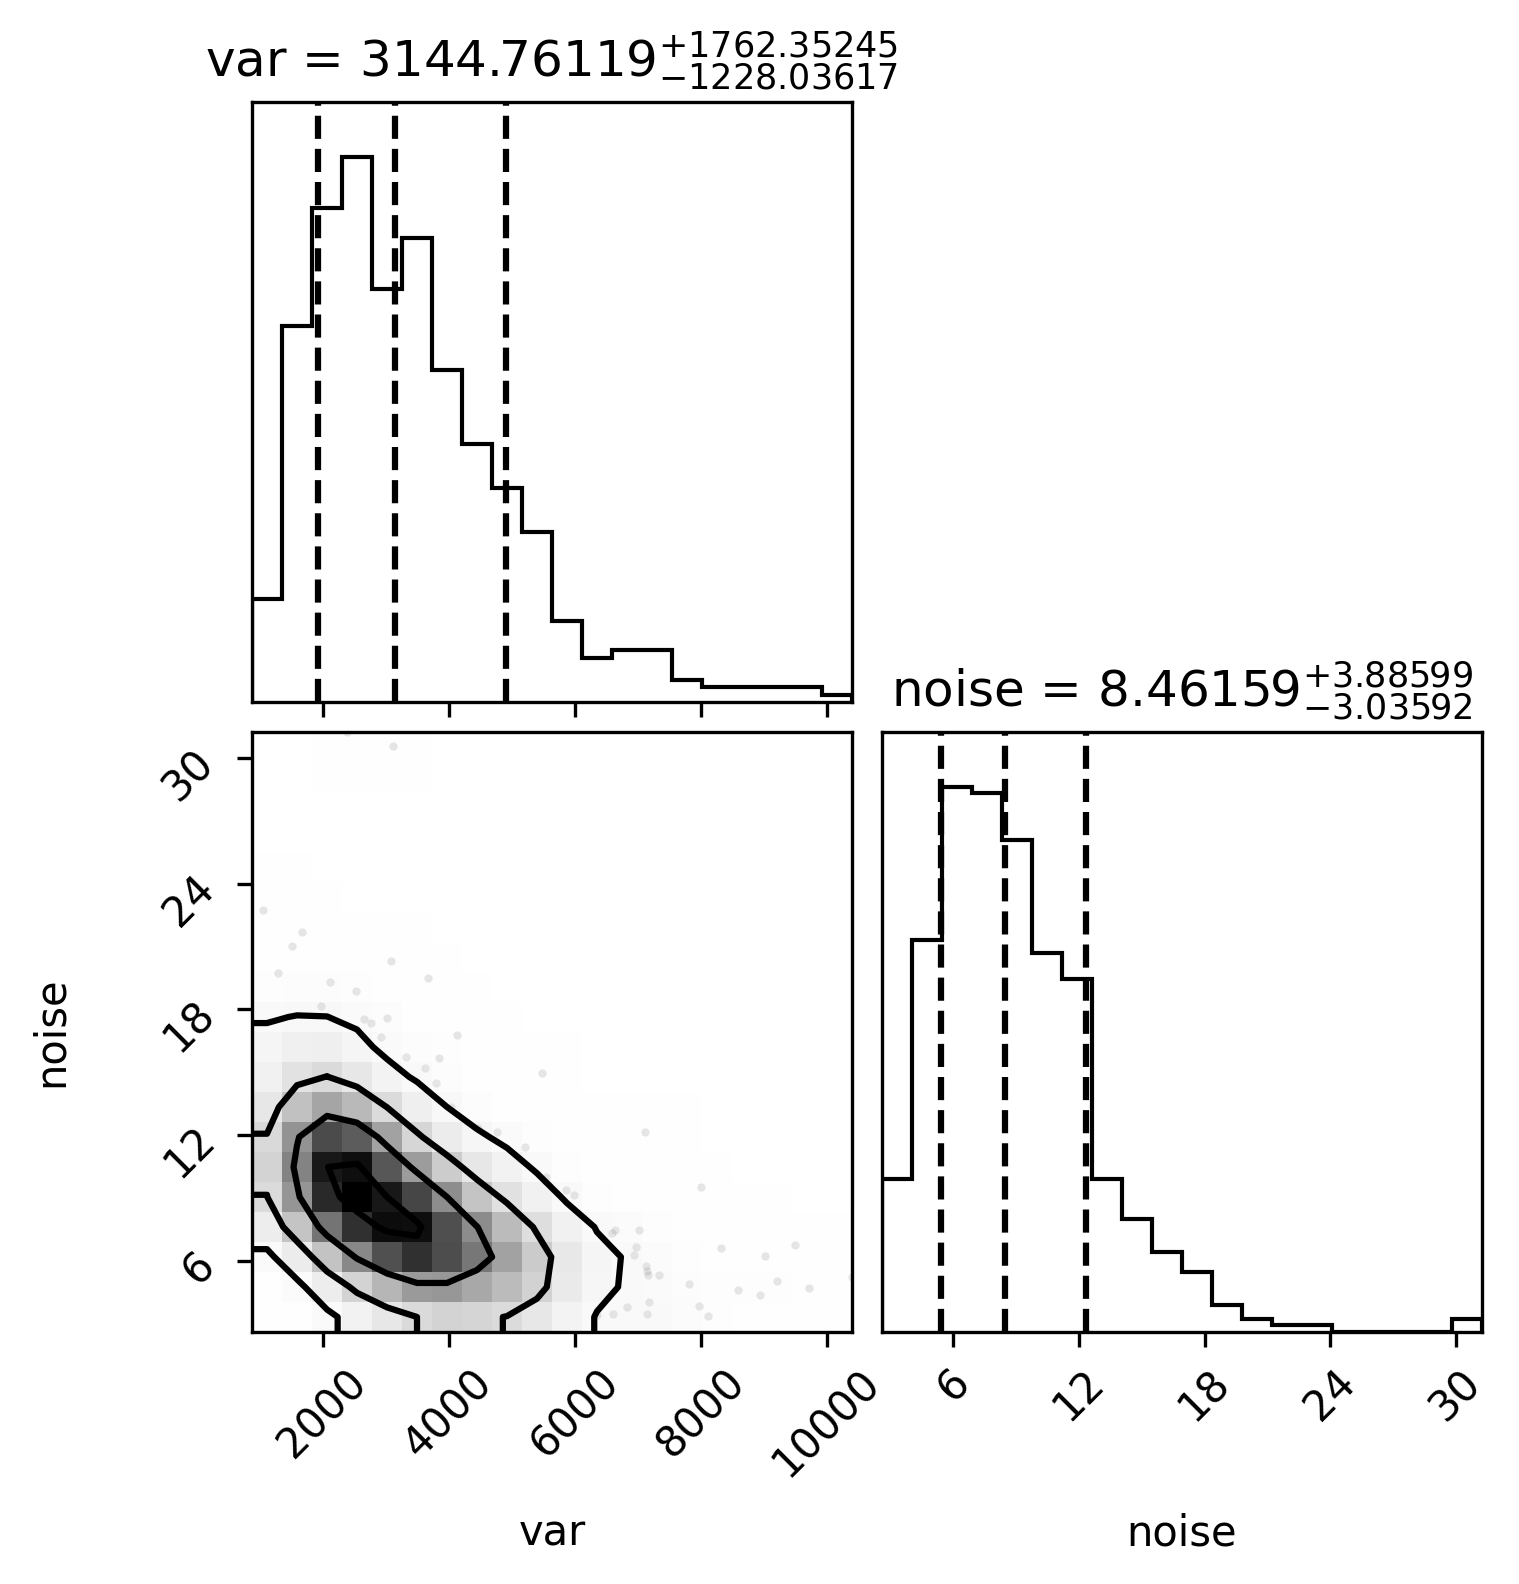 var = 3144.76119+1762.35245 −1228.03617
noise = 8.46159+3.88599 −3.03592
30
24
18
12
6
noise
2000 4000 6000 8000 10000
6 12 18 24 30
var
noise